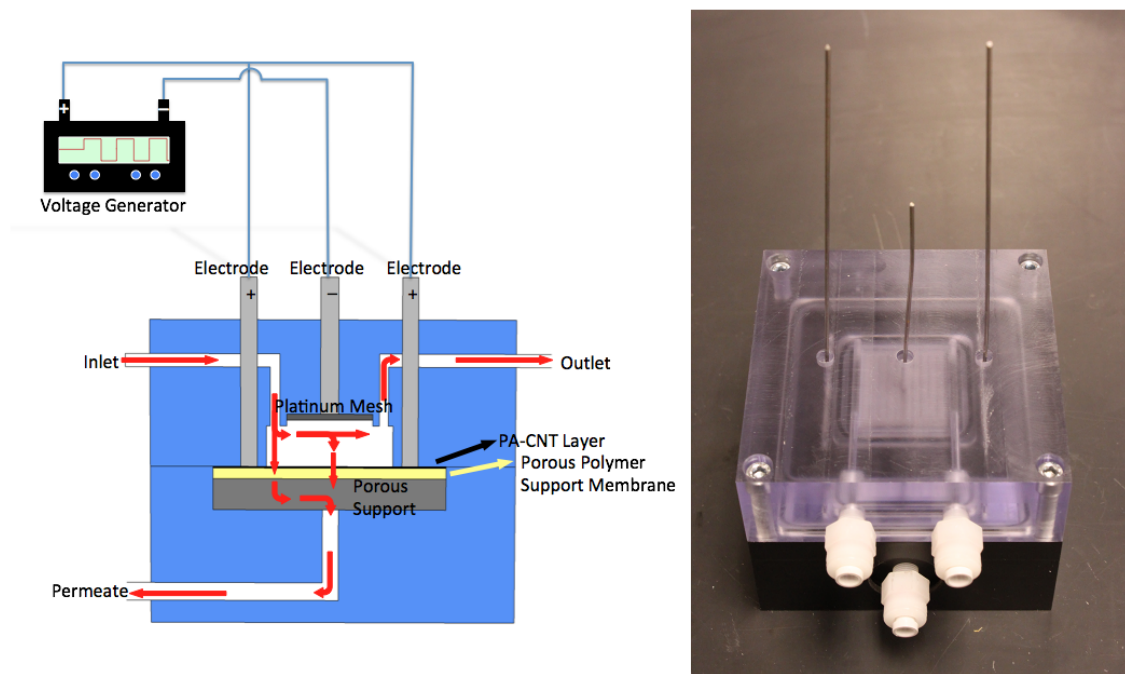 + −
Voltage Generator
Electrode Electrode Electrode
+ − +
Inlet
Outlet
Platinum Mesh
PA-CNT Layer
Porous Polymer
Support Membrane
Porous
Support
Permeate